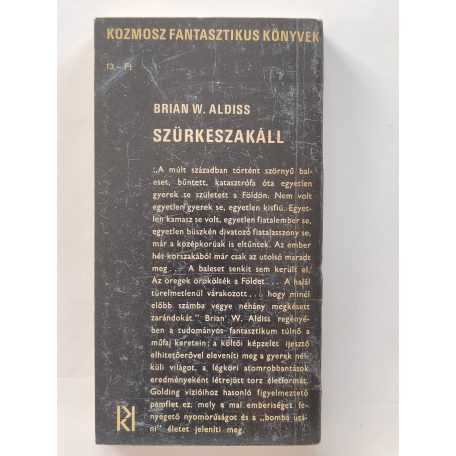 KOZMOSZ FANTASZTIKUS KÖNYVEK
13.– Ft
BRIAN W. ALDISS
SZÜRKESZAKÁLL
„A múlt században történt szörnyű bal-
eset, bűntett, katasztrófa óta egyetlen
gyerek se született a Földön. Nem volt
egyetlen gyerek se, egyetlen kisfiú. Egyet-
len kamasz se volt, egyetlen fiatalember se,
egyetlen büszkén divatozó fiatalasszony se,
már a középkorúak is eltűntek. Az ember
hét korszakából már csak az utolsó maradt
meg . . . A baleset senkit sem került el.
Az öregek örökölték a Földet . . . A halál
türelmetlenül várakozott . . . hogy minél
előbb számba vegye néhány megkésett
zarándokát." Brian W. Aldiss regényé-
ben a tudományos fantasztikum túlnő a
műfaj keretein; a költői képzelet ijesztő
elhitetőerővel eleveníti meg a gyerek nél-
küli világot, a légköri atomrobbantások
eredményeként létrejött torz életformát.
Golding vízióihoz hasonló figyelmeztető
pamflet ez, mely a mai emberiséget fe-
nyegető nyomorúságot és a „bomba utá-
ni" életet jeleníti meg.